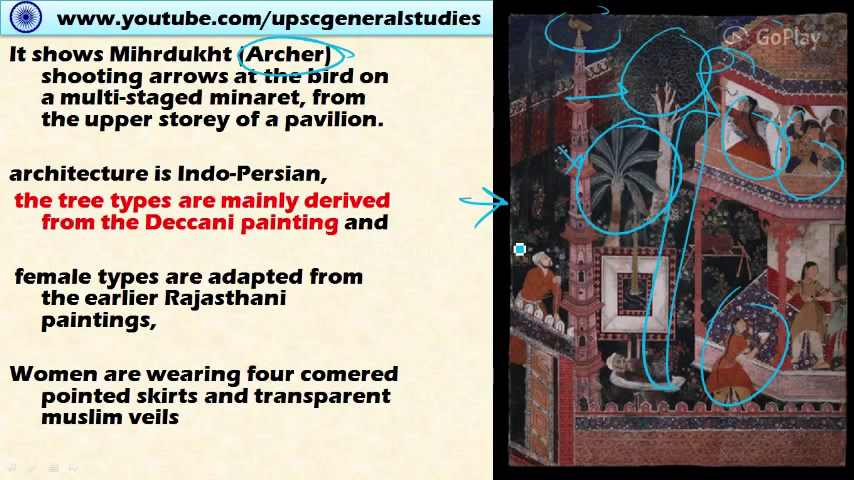 www.youtube.com/upscgeneralstudies
It shows Mihrdukht (Archer)
shooting arrows at the bird on
a multi-staged minaret, from
the upper storey of a pavilion.
architecture is Indo-Persian,
the tree types are mainly derived
from the Deccani painting and
female types are adapted from
the earlier Rajasthani
paintings,
Women are wearing four comered
pointed skirts and transparent
muslim veils
GoPlay